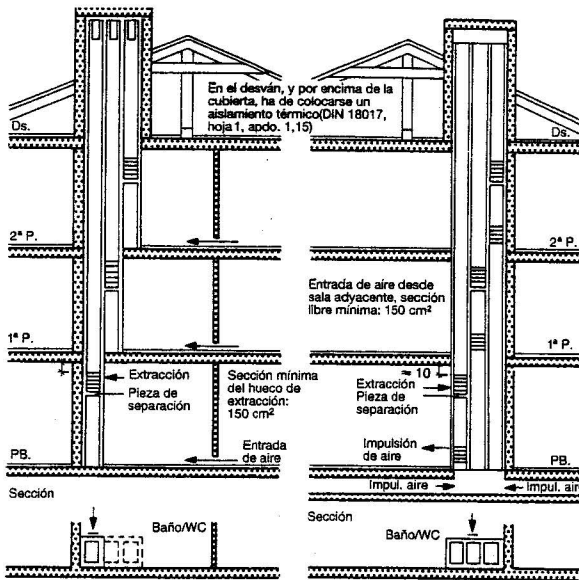 En el desván, y por encima de la
cubierta, ha de colocarse un
aislamiento térmico(DIN 18017,
hoja 1, apdo. 1,15)
Ds.
2ª P.
1ª P.
Extracción
Pieza de
separación
Sección mínima
del hueco de
extracción:
150 cm²
Entrada
de aire
PB.
Sección
Baño/WC
Ds.
2ª P.
Entrada de aire desde
sala adyacente, sección
libre mínima: 150 cm²
1ª P.
≈ 10
Extracción
Pieza de
separación
Impulsión
de aire
PB.
Impul. aire
Impul. aire
Sección
Baño/WC